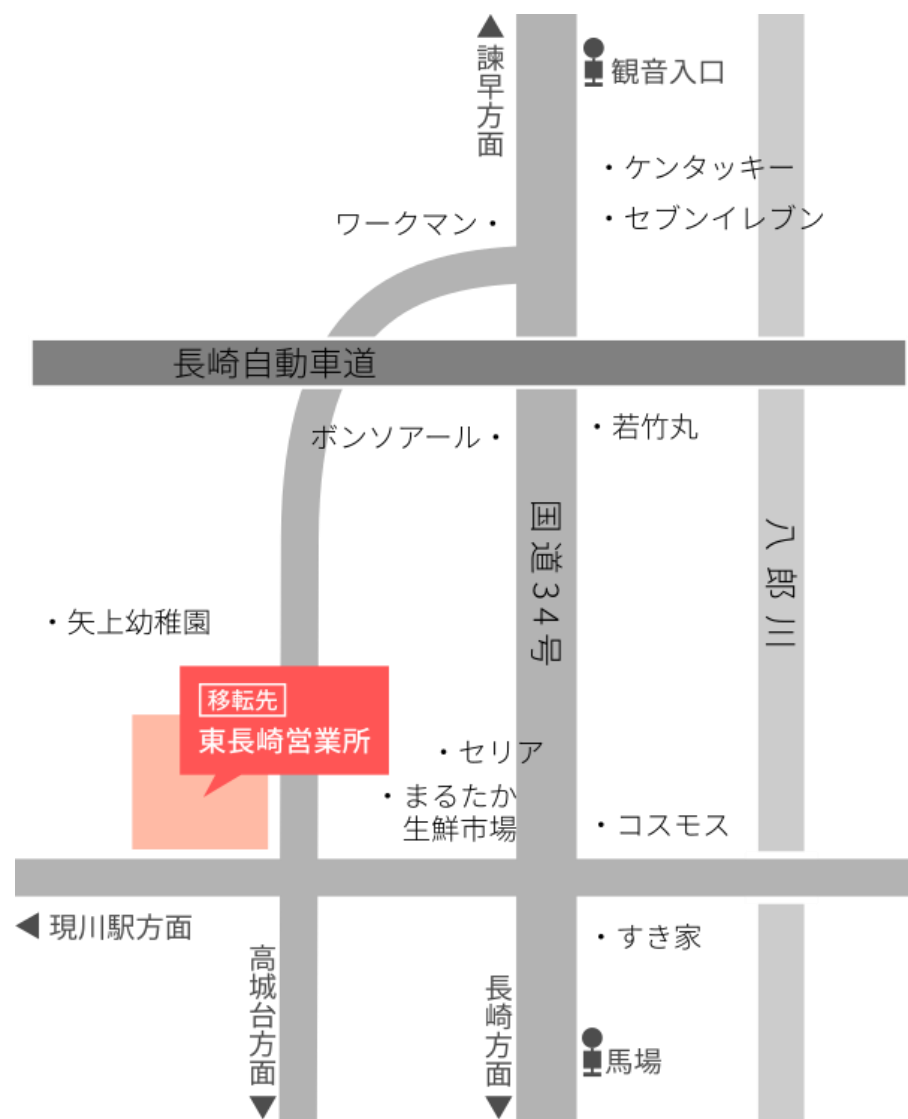 諫早方面
観音入口
・ケンタッキー
ワークマン・
・セブンイレブン
長崎自動車道
ボンソアール・
・若竹丸
国道34号
八郎川
・矢上幼稚園
移転先
東長崎営業所
・セリア
・まるたか
生鮮市場
・コスモス
現川駅方面
・すき家
高城台方面
長崎方面
馬場